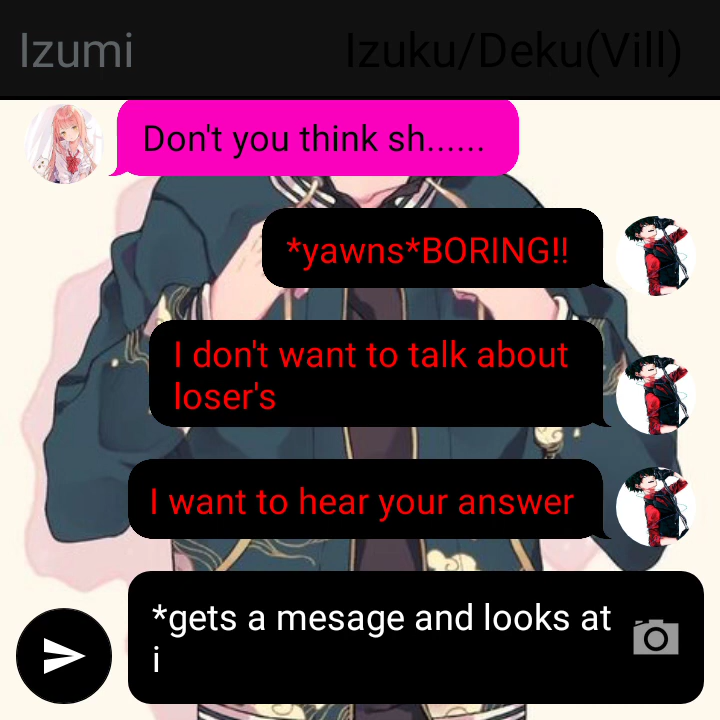 Izumi
Izuku/Deku(Vill)
Don't you think sh......
*yawns*BORING!!
I don't want to talk about
loser's
I want to hear your answer
*gets a mesage and looks at
i